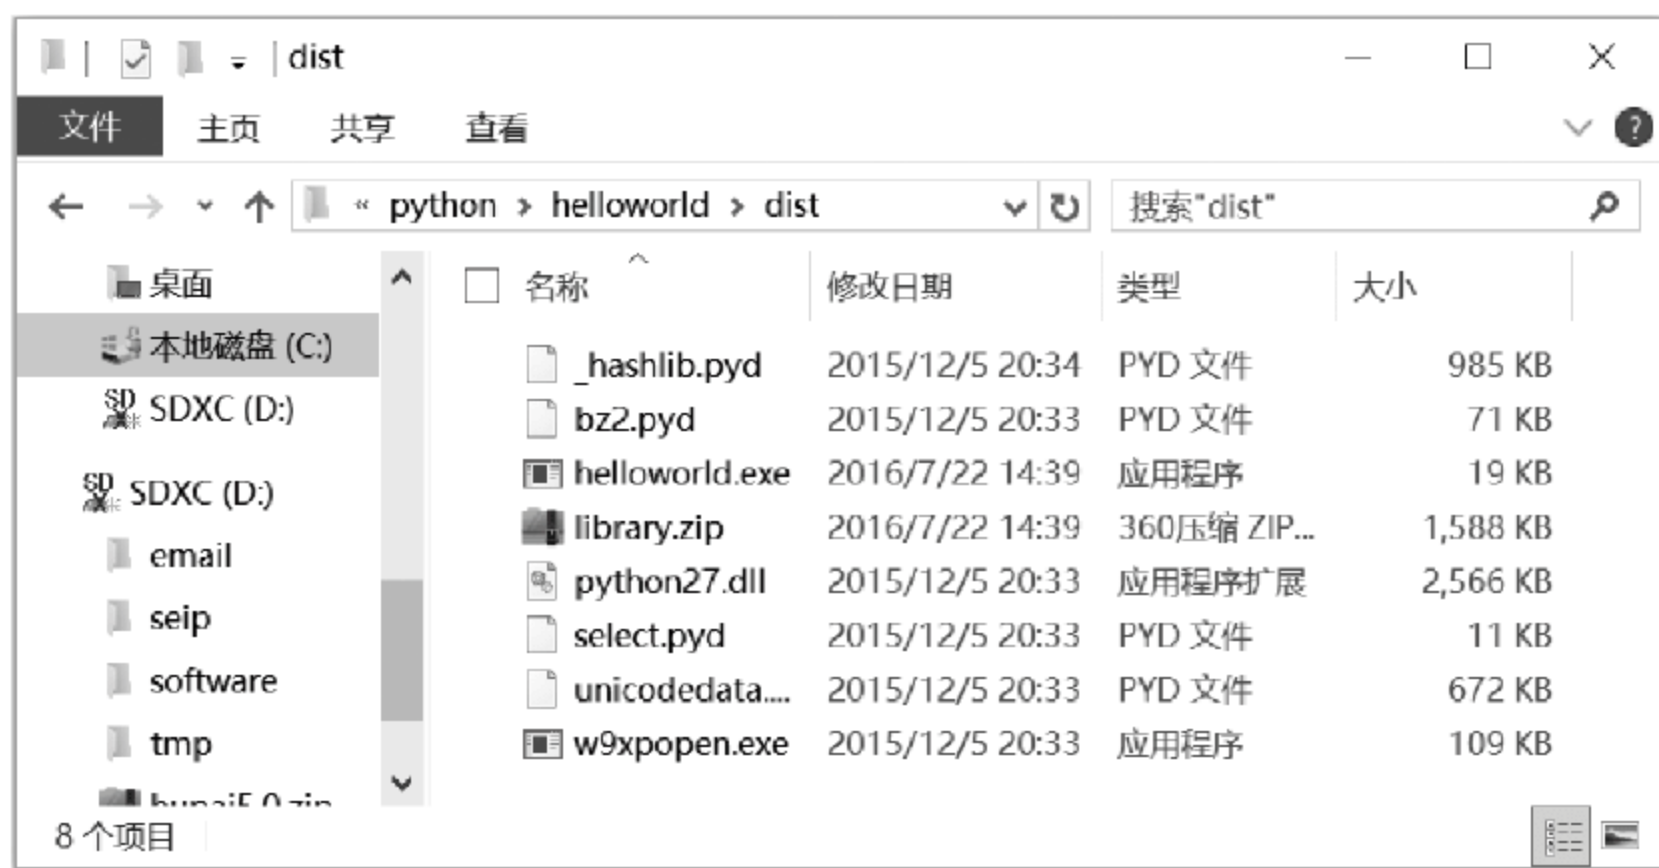 dist
文件 主页 共享 查看
« python › helloworld › dist 搜索"dist"
桌面
本地磁盘 (C:)
SDXC (D:)
SDXC (D:)
email
seip
software
tmp
名称 修改日期 类型 大小
_hashlib.pyd 2015/12/5 20:34 PYD 文件 985 KB
bz2.pyd 2015/12/5 20:33 PYD 文件 71 KB
helloworld.exe 2016/7/22 14:39 应用程序 19 KB
library.zip 2016/7/22 14:39 360压缩 ZIP... 1,588 KB
python27.dll 2015/12/5 20:33 应用程序扩展 2,566 KB
select.pyd 2015/12/5 20:33 PYD 文件 11 KB
unicodedata.... 2015/12/5 20:33 PYD 文件 672 KB
w9xpopen.exe 2015/12/5 20:33 应用程序 109 KB
8 个项目